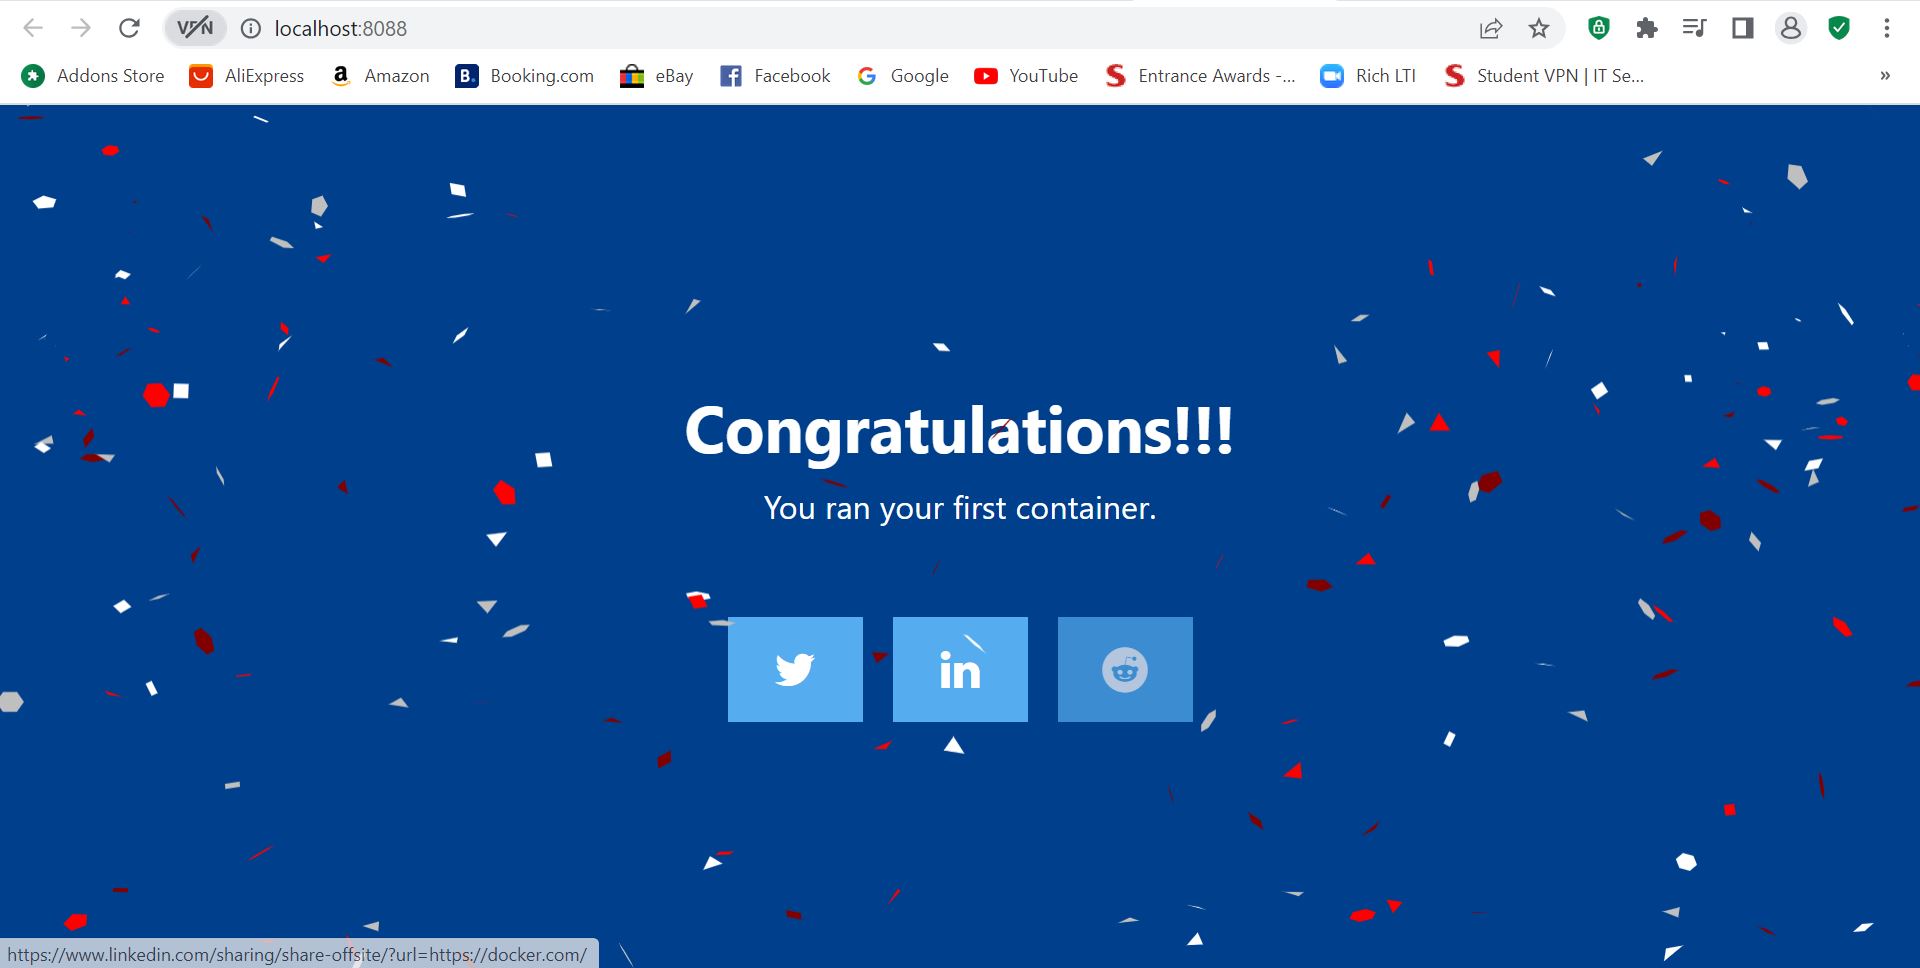 VPN localhost:8088
Addons Store AliExpress a Amazon B. Booking.com eBay Facebook G Google YouTube S Entrance Awards -... Rich LTI S Student VPN | IT Se... »
Congratulations!!!
You ran your first container.
in
https://www.linkedin.com/sharing/share-offsite/?url=https://docker.com/